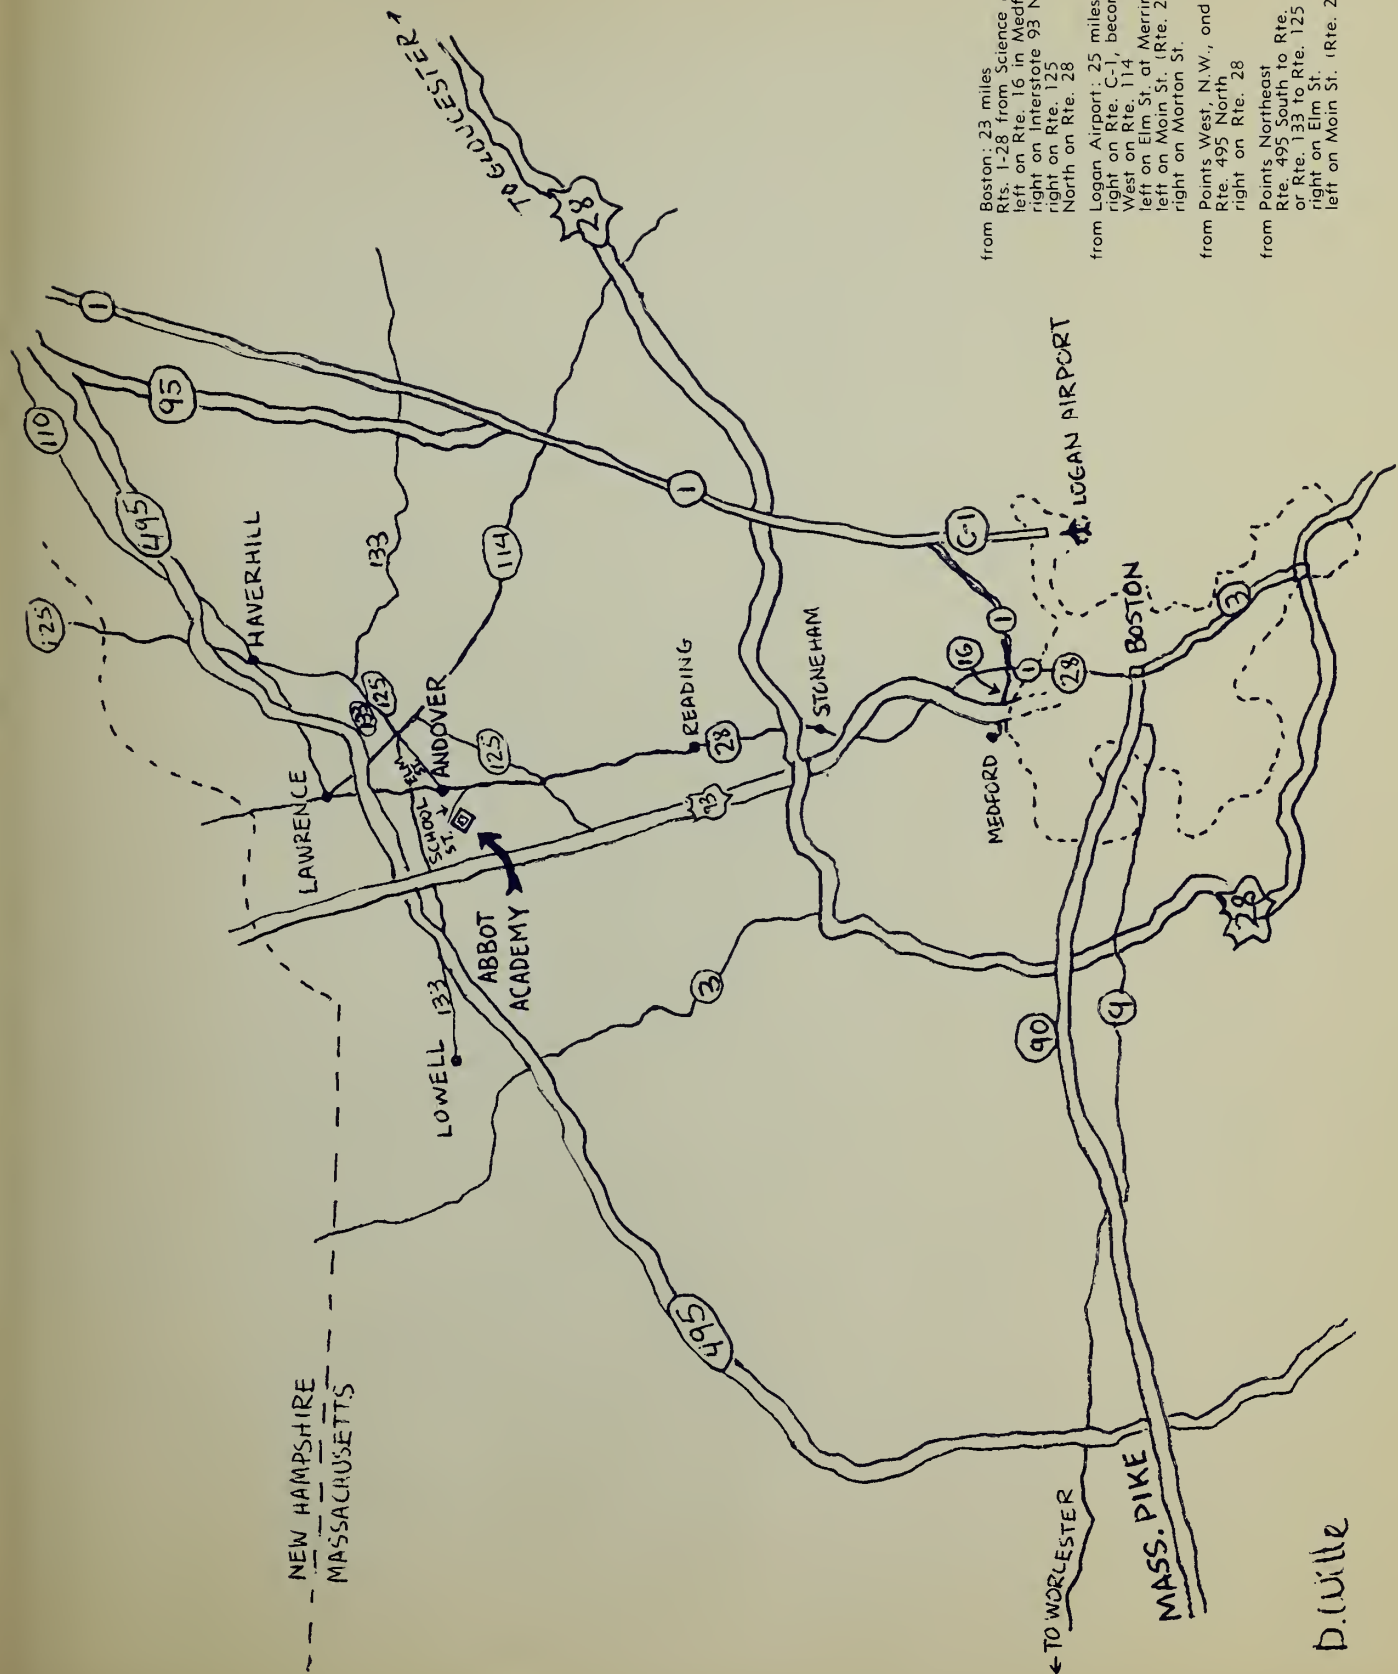 NEW HAMPSHIRE
MASSACHUSETTS
110
495
125
95
1
HAVERHILL
133
114
TO GLOUCESTER
28
LAWRENCE
133
125
ELM
ST.
ANDOVER
125
SCHOOL
ST.
ABBOT
ACADEMY
LOWELL
133
93
READING
28
STONEHAM
3
1
C-1
LOGAN AIRPORT
16
1
1
28
MEDFORD
BOSTON
3
495
90
9
28
TO WORCESTER
MASS. PIKE
D. Wille
from Boston: 23 miles
Rts. 1-28 from Science
left on Rte. 16 in
right on Interstate 93
right on Rte. 125
North on Rte. 28
from Logan Airport: 25 miles
right on Rte. C-1,
West on Rte. 114
left on Elm St. at
left on Main St. (Rte.
right on Morton St.
from Points West, N.W., and
Rte. 495 North
right on Rte. 28
from Points Northeast
Rte. 495 South to Rte.
or Rte. 133 to Rte. 125
right on Elm St.
left on Main St. (Rte.